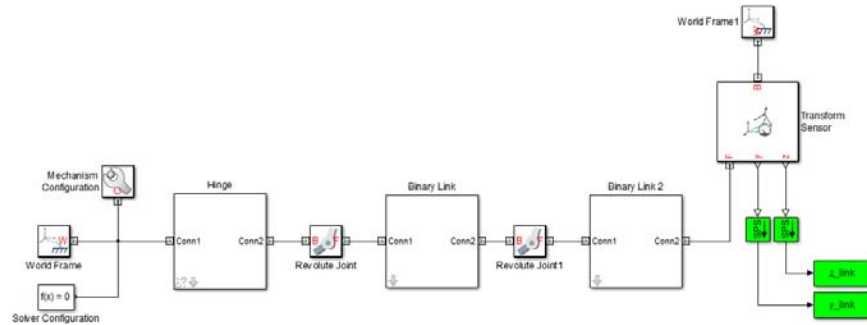 World Frame1
W
B
Transform
Sensor
F
y
z
Mechanism
Configuration
C
Hinge
Binary Link
Binary Link 2
W
World Frame
Conn1
Conn2
B
F
Revolute Joint
Conn1
Conn2
B
F
Revolute Joint1
Conn1
Conn2
f(x) = 0
Solver Configuration
z_link
y_link